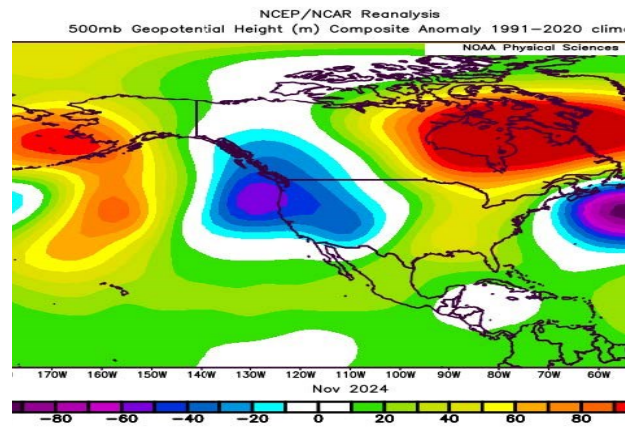 NCEP/NCAR Reanalysis
500mb Geopotential Height (m) Composite Anomaly 1991-2020 clim
NOAA Physical Sciences
170W 160W 150W 140W 130W 120W 110W 100W 90W 80W 70W 60W
Nov 2024
-80 -60 -40 -20 0 20 40 60 80